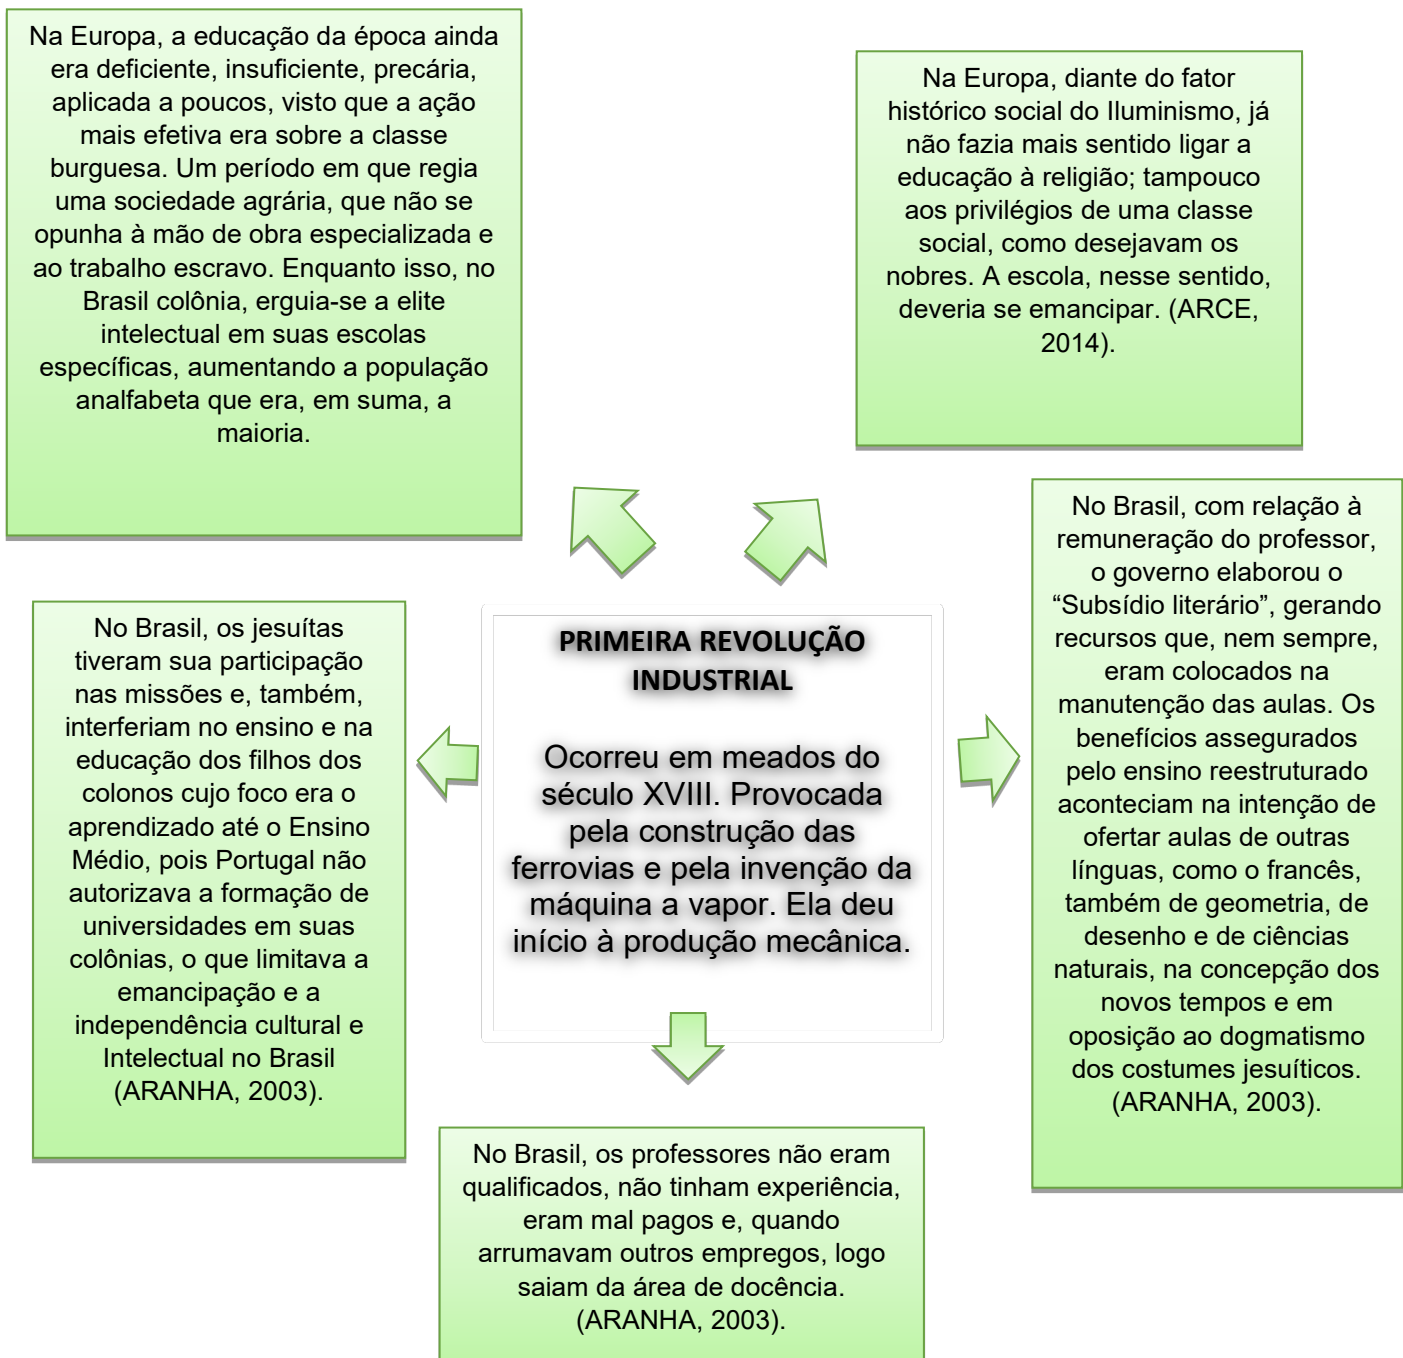 Na Europa, a educação da época ainda
era deficiente, insuficiente, precária,
aplicada a poucos, visto que a ação
mais efetiva era sobre a classe
burguesa. Um período em que regia
uma sociedade agrária, que não se
opunha à mão de obra especializada e
ao trabalho escravo. Enquanto isso, no
Brasil colônia, erguia-se a elite
intelectual em suas escolas
específicas, aumentando a população
analfabeta que era, em suma, a
maioria.
Na Europa, diante do fator
histórico social do Iluminismo, já
não fazia mais sentido ligar a
educação à religião; tampouco
aos privilégios de uma classe
social, como desejavam os
nobres. A escola, nesse sentido,
deveria se emancipar. (ARCE,
2014).
No Brasil, os jesuítas
tiveram sua participação
nas missões e, também,
interferiam no ensino e na
educação dos filhos dos
colonos cujo foco era o
aprendizado até o Ensino
Médio, pois Portugal não
autorizava a formação de
universidades em suas
colônias, o que limitava a
emancipação e a
independência cultural e
Intelectual no Brasil
(ARANHA, 2003).
PRIMEIRA REVOLUÇÃO
INDUSTRIAL
Ocorreu em meados do
século XVIII. Provocada
pela construção das
ferrovias e pela invenção da
máquina a vapor. Ela deu
início à produção mecânica.
No Brasil, com relação à
remuneração do professor,
o governo elaborou o
“Subsídio literário”, gerando
recursos que, nem sempre,
eram colocados na
manutenção das aulas. Os
benefícios assegurados
pelo ensino reestruturado
aconteciam na intenção de
ofertar aulas de outras
línguas, como o francês,
também de geometria, de
desenho e de ciências
naturais, na concepção dos
novos tempos e em
oposição ao dogmatismo
dos costumes jesuíticos.
(ARANHA, 2003).
No Brasil, os professores não eram
qualificados, não tinham experiência,
eram mal pagos e, quando
arrumavam outros empregos, logo
saiam da área de docência.
(ARANHA, 2003).